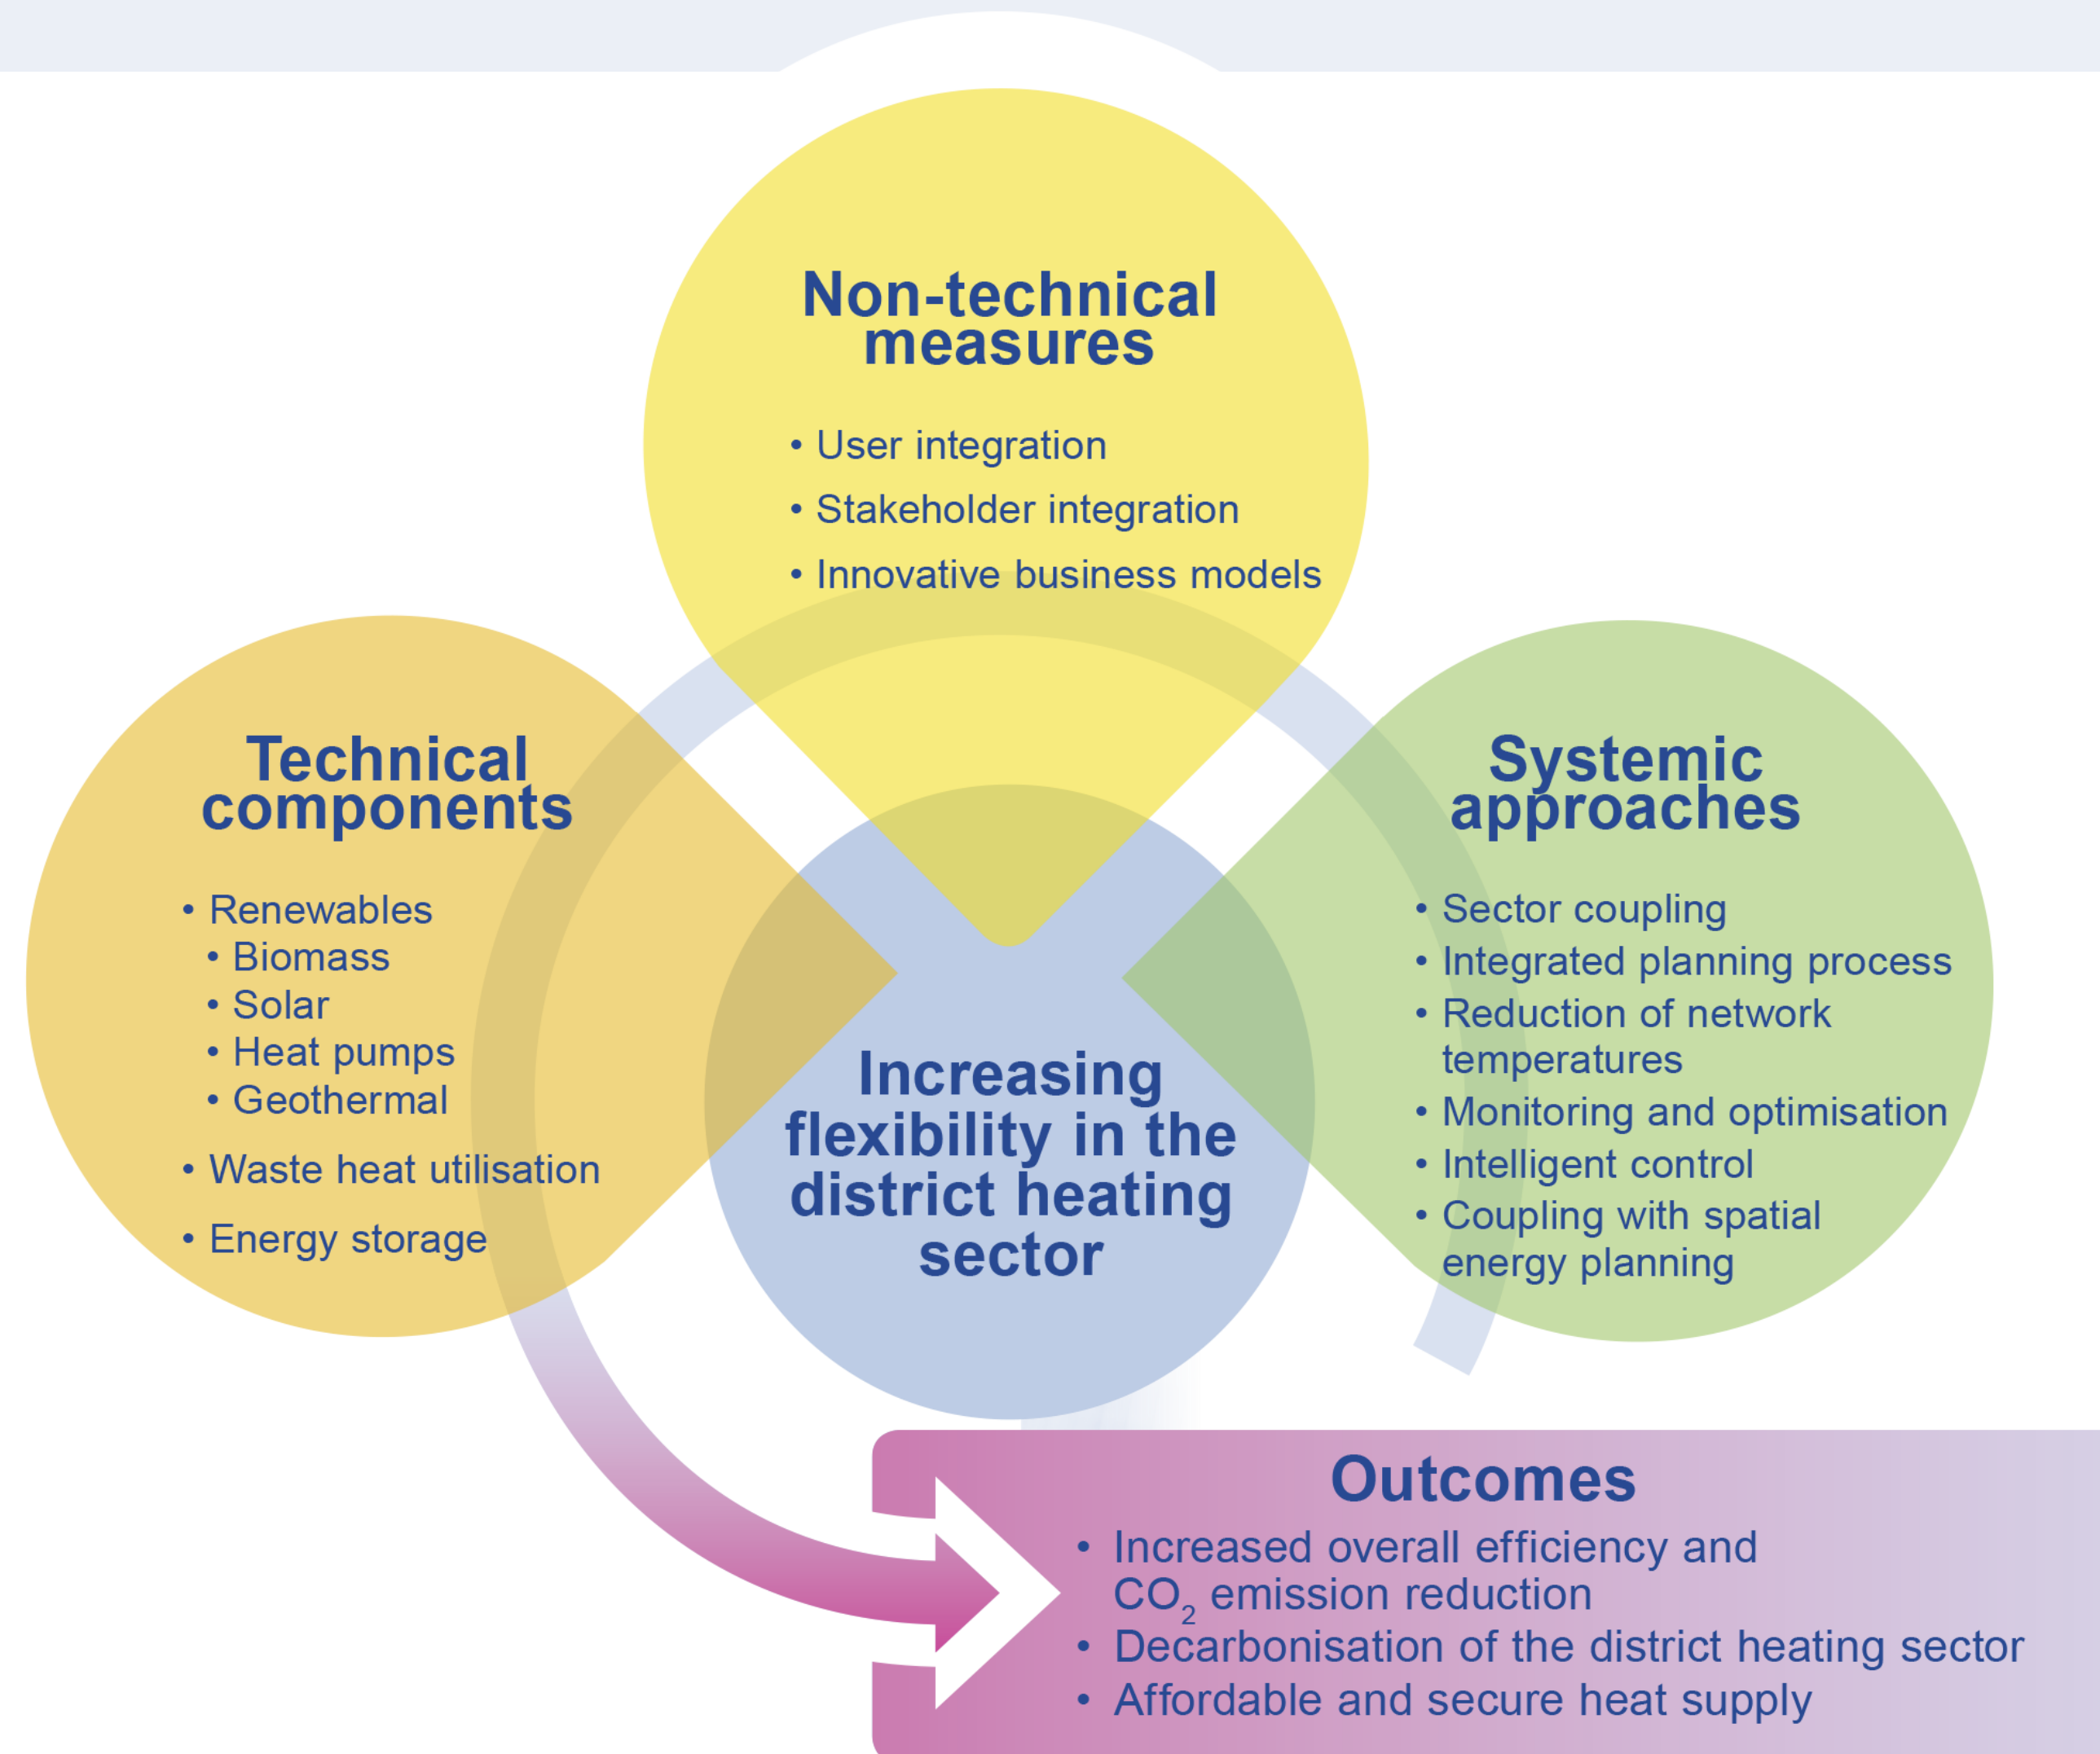 Non-technical
measures
• User integration
• Stakeholder integration
• Innovative business models
Technical
components
• Renewables
• Biomass
• Solar
• Heat pumps
• Geothermal
• Waste heat utilisation
• Energy storage
Systemic
approaches
• Sector coupling
• Integrated planning process
• Reduction of network
temperatures
• Monitoring and optimisation
• Intelligent control
• Coupling with spatial
energy planning
Increasing
flexibility in the
district heating
sector
Outcomes
• Increased overall efficiency and
CO₂ emission reduction
• Decarbonisation of the district heating sector
• Affordable and secure heat supply